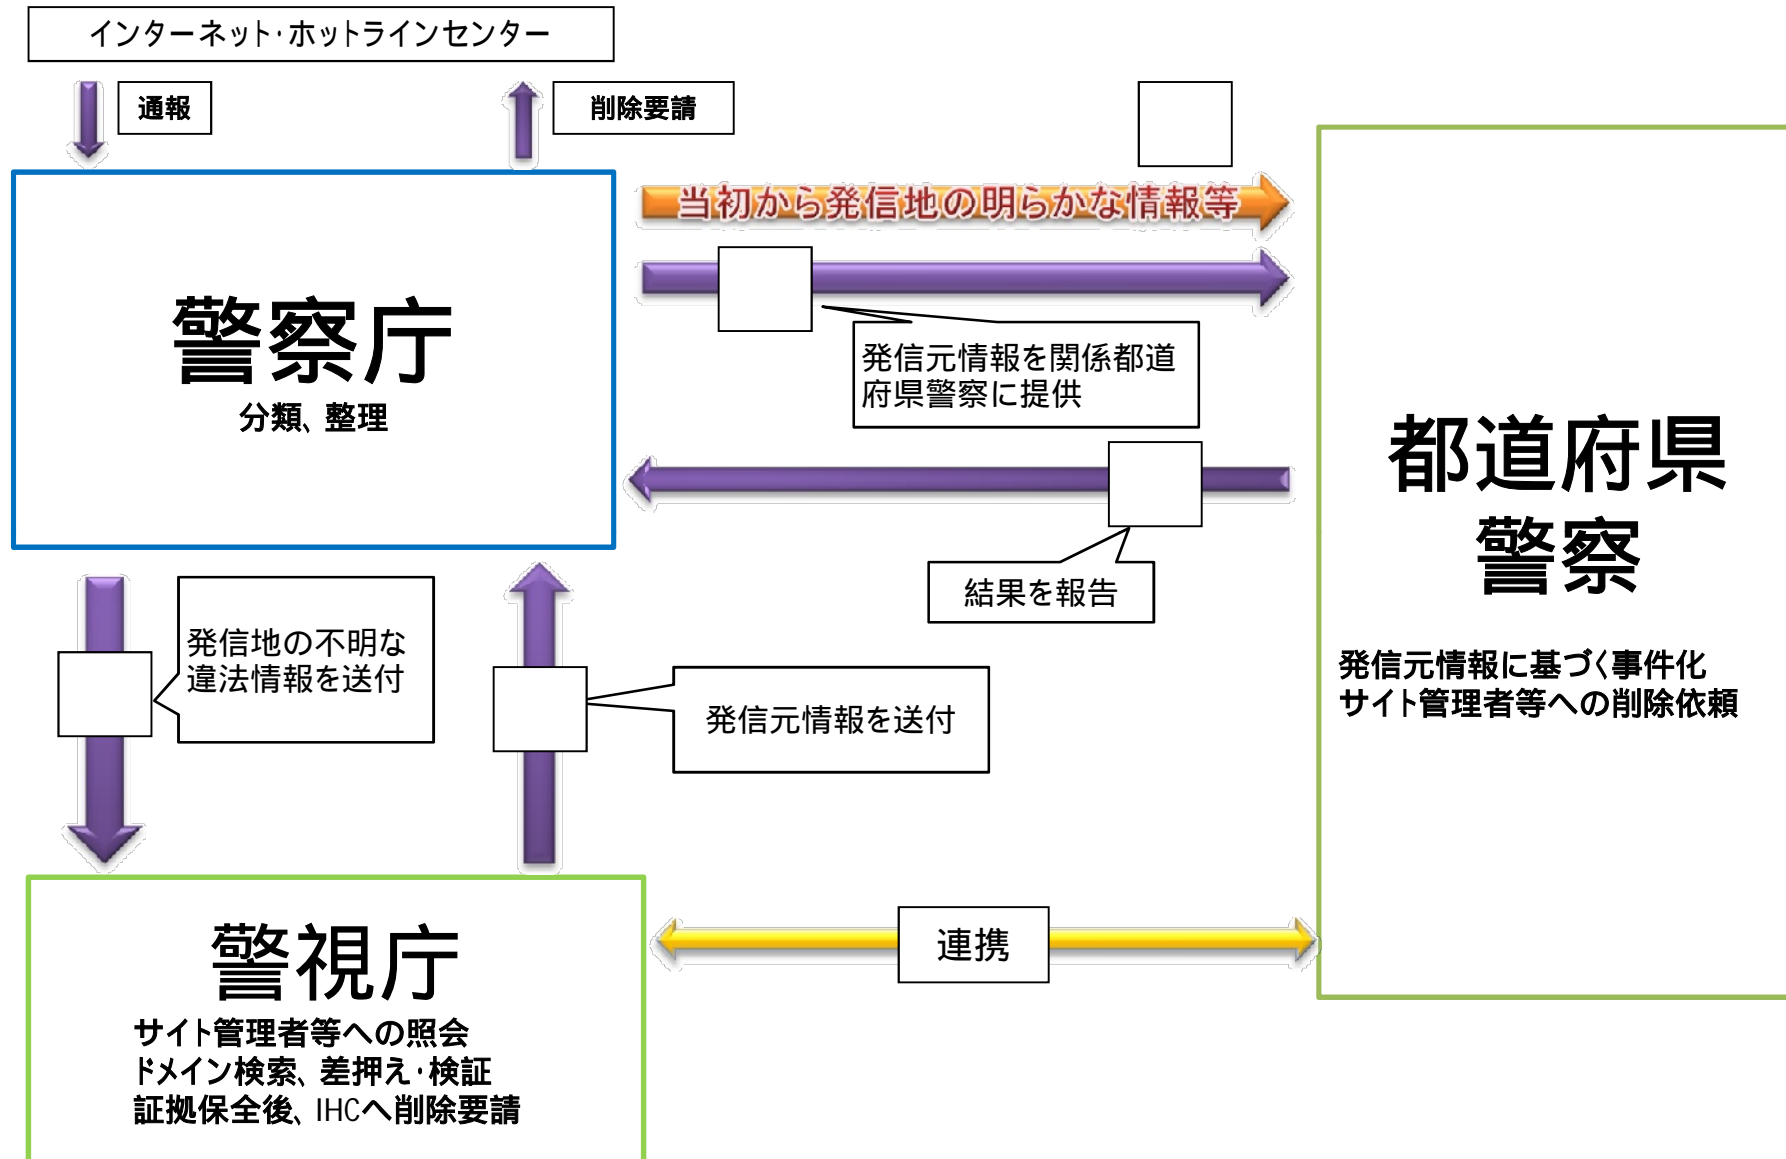 インターネット・ホットラインセンター
通報
削除要請
当初から発信地の明らかな情報等
警察庁
分類、整理
発信元情報を関係都道
府県警察に提供
結果を報告
都道府県
警察
発信元情報に基づく事件化
サイト管理者等への削除依頼
発信地の不明な
違法情報を送付
発信元情報を送付
警視庁
サイト管理者等への照会
ドメイン検索、差押え・検証
証拠保全後、IHCへ削除要請
連携